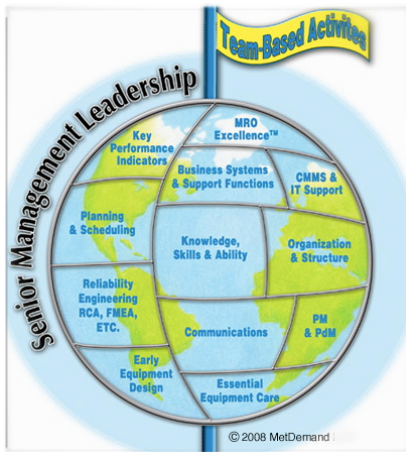 Team-Based Activitea
Senior Management Leadership
Key
Performance
Indicators
MRO
Excellence™
Business Systems
& Support Functions
CMMS &
IT Support
Planning
& Scheduling
Knowledge,
Skills & Ability
Organization
& Structure
Reliability
Engineering
RCA, FMEA,
ETC.
Communications
PM
& PdM
Early
Equipment
Design
Essential
Equipment Care
© 2008 MetDemand